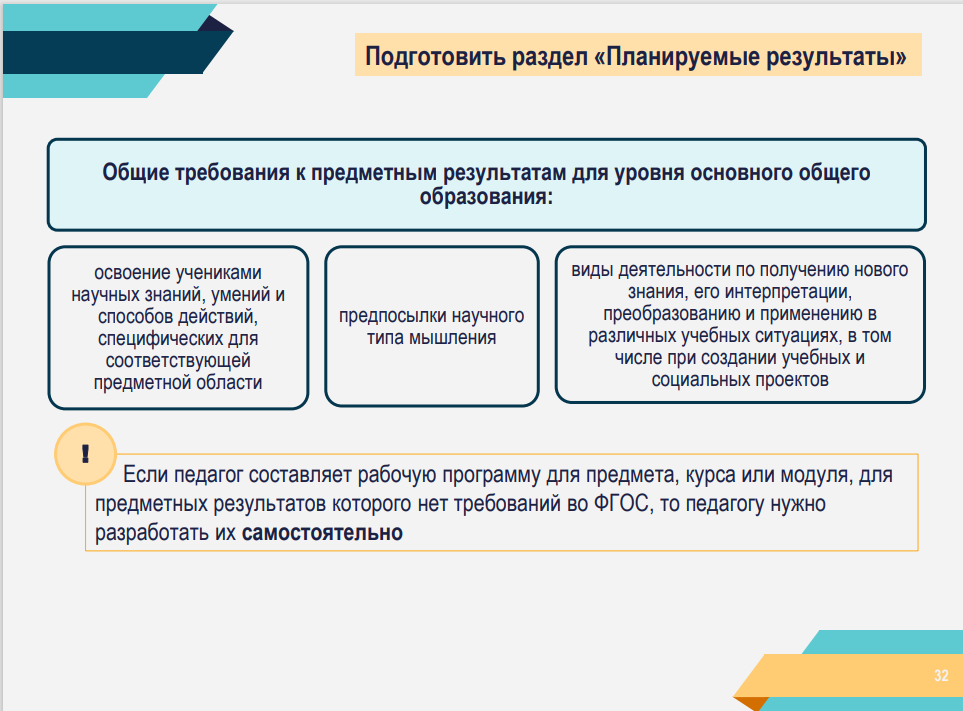 Подготовить раздел «Планируемые результаты»
Общие требования к предметным результатам для уровня основного общего
образования:
освоение учениками
научных знаний, умений и
способов действий,
специфических для
соответствующей
предметной области
предпосылки научного
типа мышления
виды деятельности по получению нового
знания, его интерпретации,
преобразованию и применению в
различных учебных ситуациях, в том
числе при создании учебных и
социальных проектов
!
Если педагог составляет рабочую программу для предмета, курса или модуля, для
предметных результатов которого нет требований во ФГОС, то педагогу нужно
разработать их самостоятельно
32